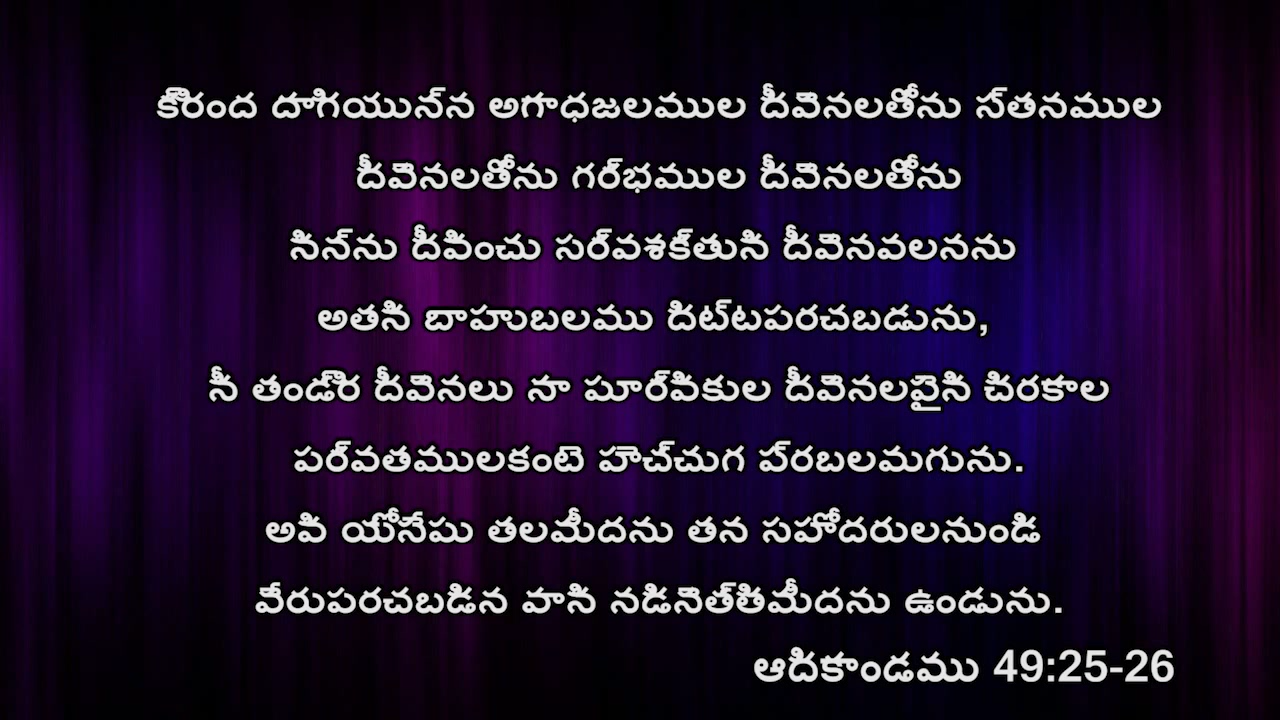 క్రింద దాగియున్న అగాధజలముల దీవెనలతోను స్తనముల
దీవెనలతోను గర్భముల దీవెనలతోను
నిన్ను దీవించు సర్వశక్తుని దీవెనవలనను
అతని బాహుబలము దిట్టపరచబడును,
నీ తండ్రి దీవెనలు నా పూర్వికుల దీవెనలపైని చిరకాల
పర్వతములకంటె హెచ్చుగ ప్రబలమగును.
అవి యోసేపు తలమీదను తన సహోదరులనుండి
వేరుపరచబడిన వాని నడినెత్తిమీదను ఉండును.
ఆదికాండము 49:25-26